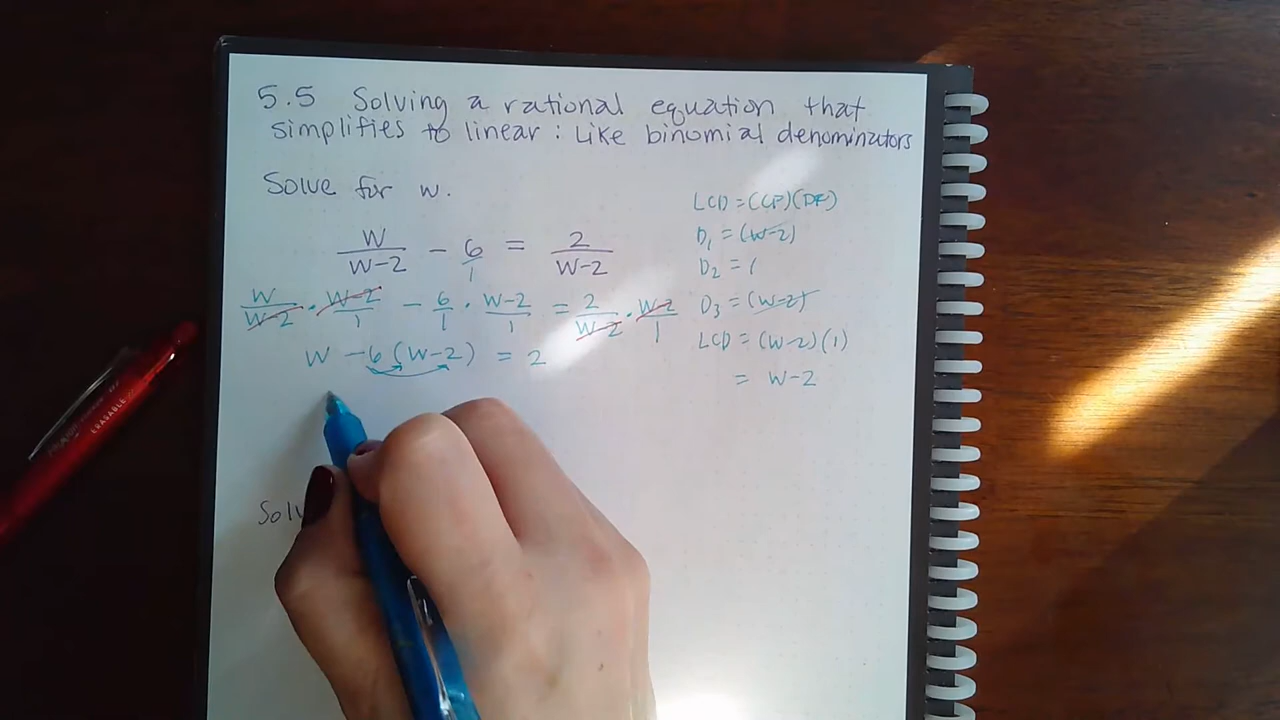 5.5 Solving a rational equation that
simplifies to linear: Like binomial denominators
Solve for w.
w/(w-2) - 6/1 = 2/(w-2)
w/(w-2) · (w-2)/1 - 6/1 · (w-2)/1 = 2/(w-2) · (w-2)/1
w - 6(w-2) = 2
LCD = (CF)(DF)
D₁ = (w-2)
D₂ = 1
D₃ = (w-2)
LCD = (w-2)(1)
= w-2
ERASABLE